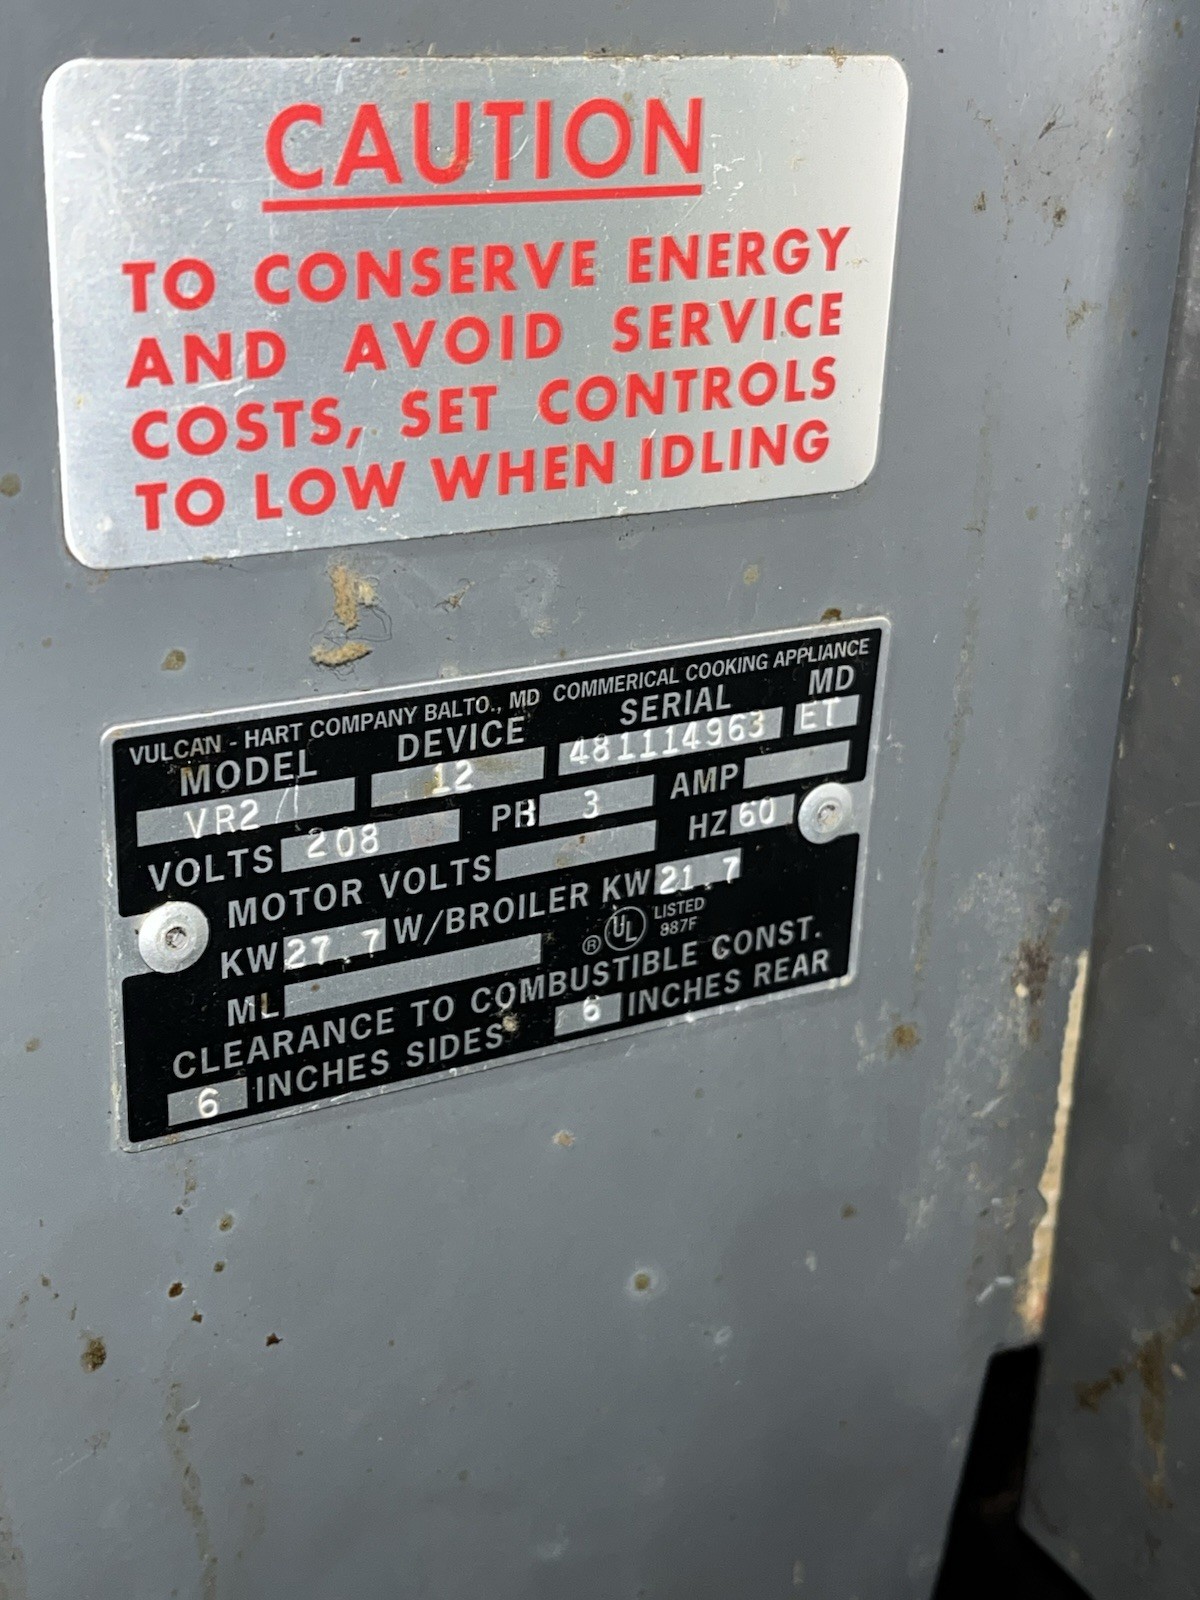 CAUTION
TO CONSERVE ENERGY
AND AVOID SERVICE
COSTS, SET CONTROLS
TO LOW WHEN IDLING
VULCAN - HART COMPANY BALTO., MD COMMERICAL COOKING APPLIANCE
MODEL DEVICE SERIAL MD
VR2 12 481114963 ET
VOLTS 208 PH 3 AMP
MOTOR VOLTS HZ 60
KW 27.7 W/BROILER KW 21.7
ML ® UL LISTED 987F
CLEARANCE TO COMBUSTIBLE CONST.
6 INCHES SIDES 6 INCHES REAR